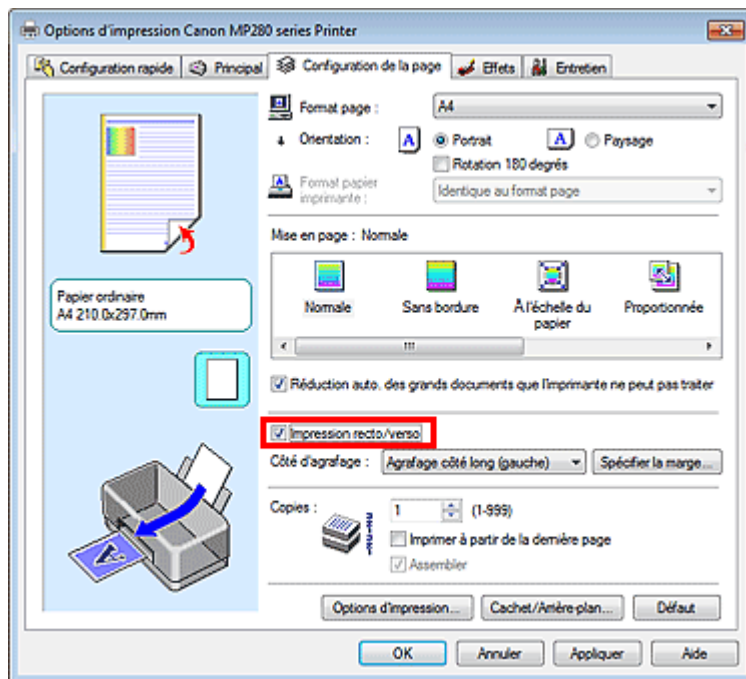 Options d'impression Canon MP280 series Printer
Configuration rapide Principal Configuration de la page Effets Entretien
Format page : A4
Orientation : A Portrait A Paysage
Rotation 180 degrés
Format papier imprimante : Identique au format page
Mise en page : Normale
Normale Sans bordure À l'échelle du papier Proportionnée
Papier ordinaire
A4 210.0x297.0mm
Réduction auto. des grands documents que l'imprimante ne peut pas traiter
Impression recto/verso
Côté d'agrafage : Agrafage côté long (gauche) Spécifier la marge...
Copies : 1 (1-999)
Imprimer à partir de la dernière page
Assembler
Options d'impression... Cachet/Arrière-plan... Défaut
OK Annuler Appliquer Aide